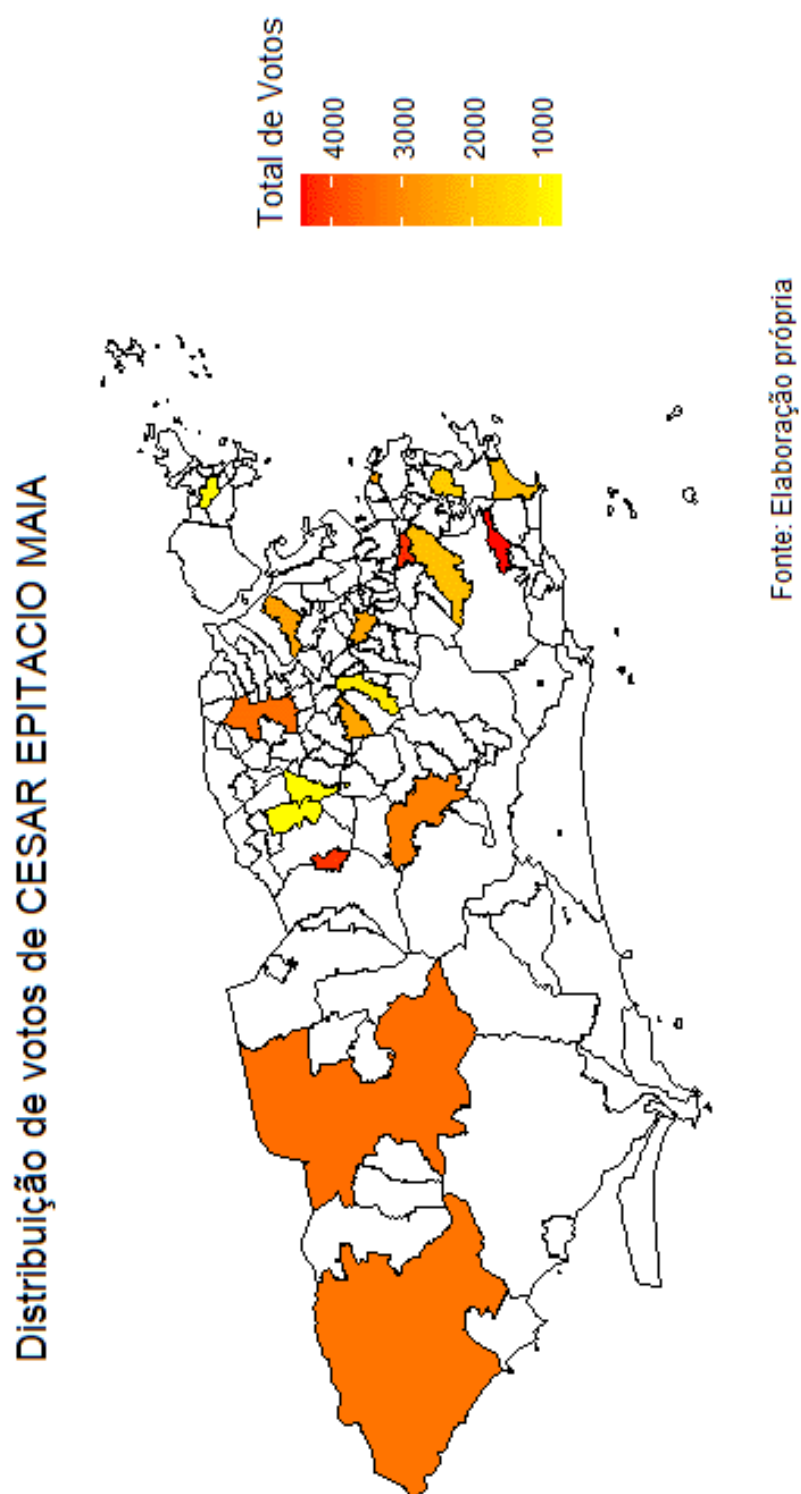 Distribuição de votos de CESAR EPITACIO MAIA
Total de Votos
4000
3000
2000
1000
Fonte: Elaboração própria